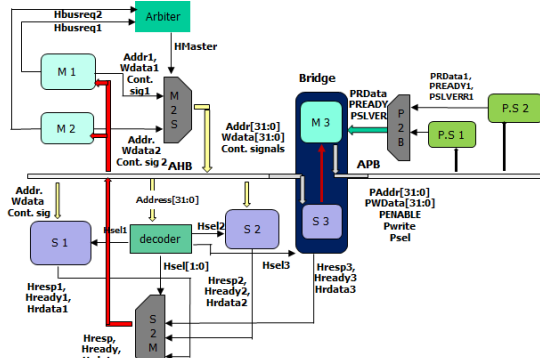 Hbusreq2
Hbusreq1
Arbiter
HMaster
Addr1,
Wdata1
Cont.
sig1
M 1
M 2
M
2
S
Addr.
Wdata2
Cont. sig 2
AHB
Addr[31:0]
Wdata[31:0]
Cont. signals
Bridge
M 3
S 3
PRData
PREADY
PSLVER
P
2
B
PRData1,
PREADY1,
PSLVERR1
P.S 2
P.S 1
APB
PAddr[31:0]
PWData[31:0]
PENABLE
Pwrite
Psel
Addr.
Wdata
Cont. sig
Address[31:0]
S 1
Hsel1
decoder
Hsel2
S 2
Hsel3
Hsel[1:0]
Hresp1,
Hready1,
Hrdata1
Hresp2,
Hready2,
Hrdata2
Hresp3,
Hready3
Hrdata3
S
2
M
Hresp,
Hready,